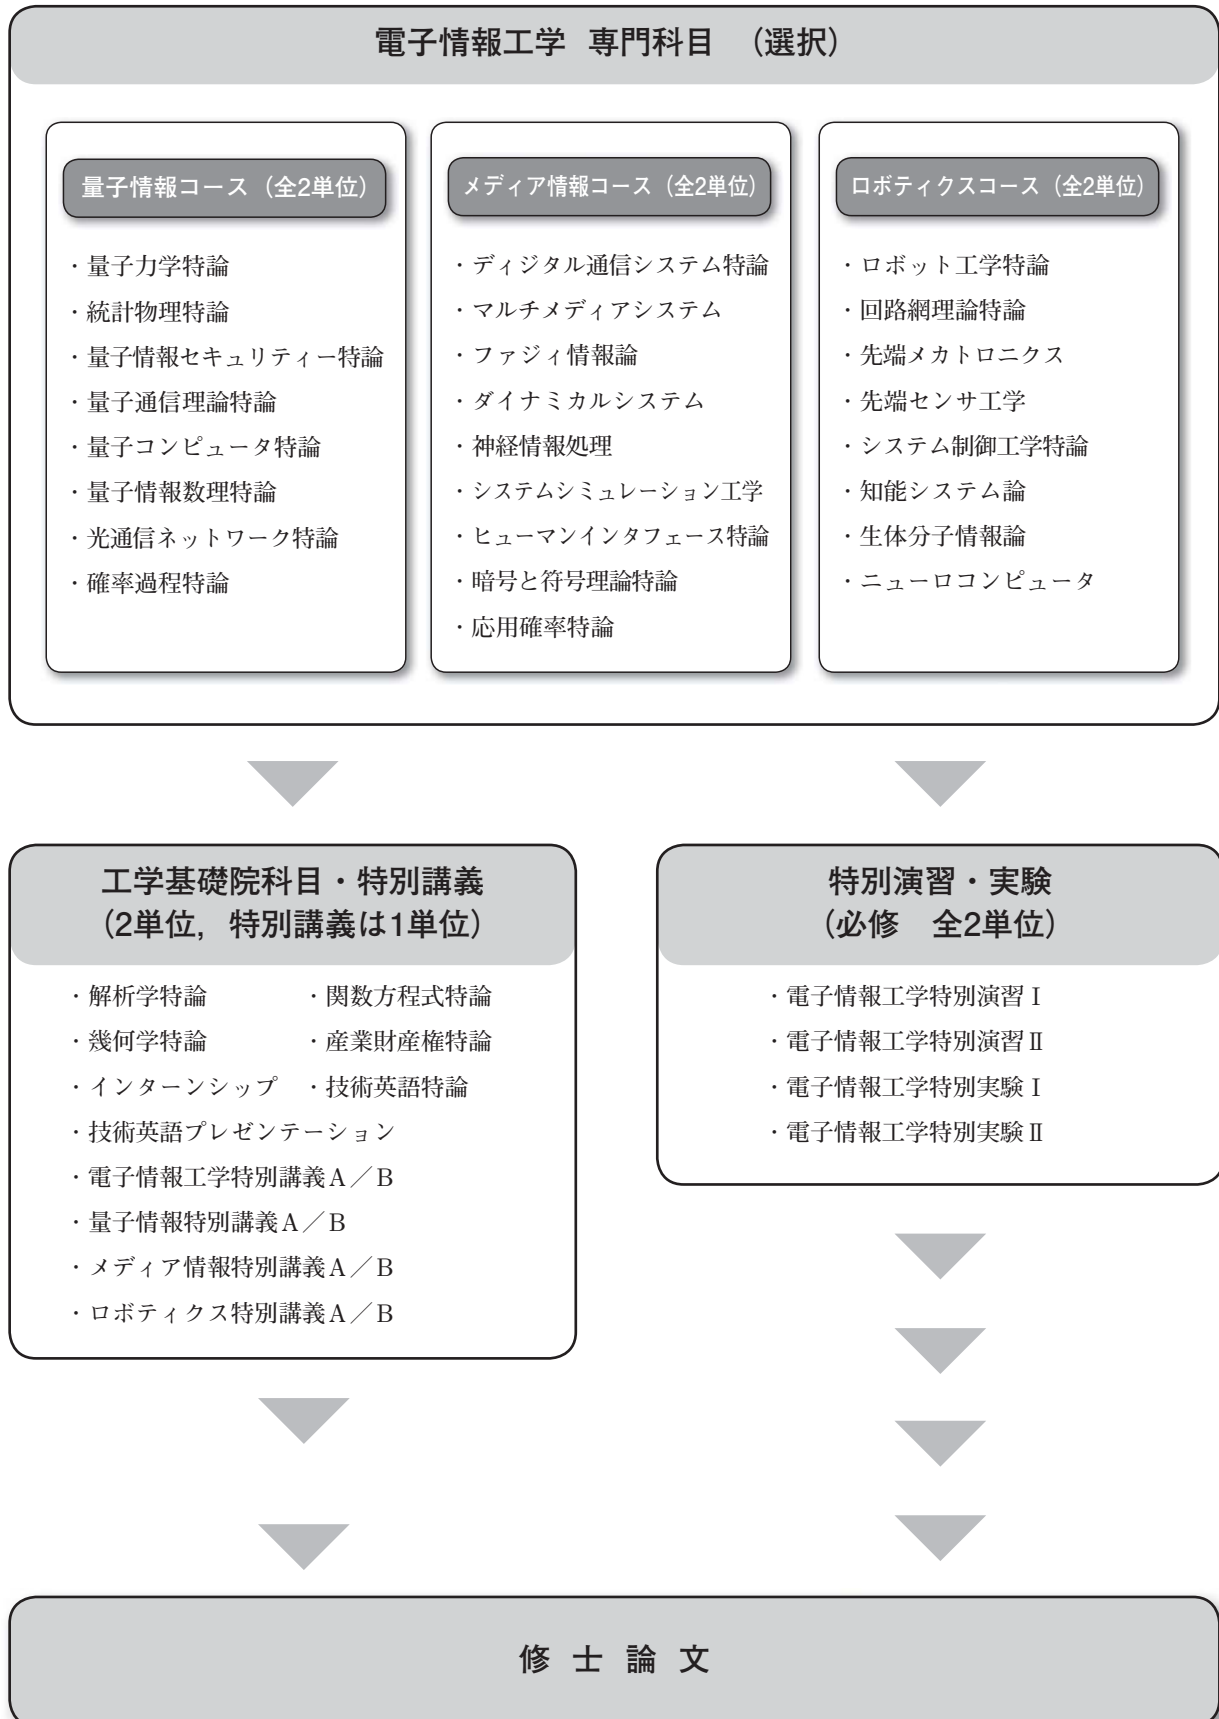 電子情報工学 専門科目 （選択）
量子情報コース（全2単位）
・量子力学特論
・統計物理特論
・量子情報セキュリティー特論
・量子通信理論特論
・量子コンピュータ特論
・量子情報数理特論
・光通信ネットワーク特論
・確率過程特論
メディア情報コース（全2単位）
・ディジタル通信システム特論
・マルチメディアシステム
・ファジィ情報論
・ダイナミカルシステム
・神経情報処理
・システムシミュレーション工学
・ヒューマンインタフェース特論
・暗号と符号理論特論
・応用確率特論
ロボティクスコース（全2単位）
・ロボット工学特論
・回路網理論特論
・先端メカトロニクス
・先端センサ工学
・システム制御工学特論
・知能システム論
・生体分子情報論
・ニューロコンピュータ
工学基礎院科目・特別講義
（2単位，特別講義は1単位）
・解析学特論 ・関数方程式特論
・幾何学特論 ・産業財産権特論
・インターンシップ ・技術英語特論
・技術英語プレゼンテーション
・電子情報工学特別講義Ａ／Ｂ
・量子情報特別講義Ａ／Ｂ
・メディア情報特別講義Ａ／Ｂ
・ロボティクス特別講義Ａ／Ｂ
特別演習・実験
（必修　全2単位）
・電子情報工学特別演習Ⅰ
・電子情報工学特別演習Ⅱ
・電子情報工学特別実験Ⅰ
・電子情報工学特別実験Ⅱ
修 士 論 文